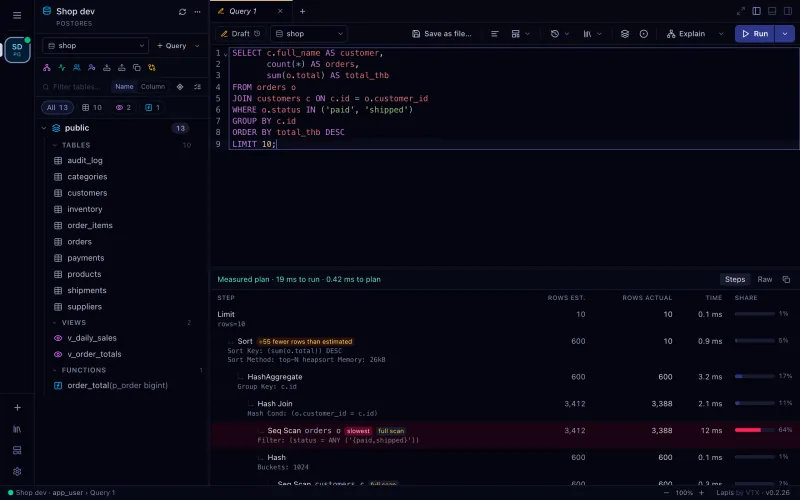 Shop dev
POSTGRES
SD
PG
shop
+ Query
Filter tables...
Name
Column
All 13
10
2
1
public
13
TABLES
10
audit_log
categories
customers
inventory
order_items
orders
payments
products
shipments
suppliers
VIEWS
2
v_daily_sales
v_order_totals
FUNCTIONS
1
order_total(p_order bigint)
Query 1
Draft
shop
Save as file...
Explain
Run
1 SELECT c.full_name AS customer,
2 count(*) AS orders,
3 sum(o.total) AS total_thb
4 FROM orders o
5 JOIN customers c ON c.id = o.customer_id
6 WHERE o.status IN ('paid', 'shipped')
7 GROUP BY c.id
8 ORDER BY total_thb DESC
9 LIMIT 10;
Measured plan · 19 ms to run · 0.42 ms to plan
Steps
Raw
STEP ROWS EST. ROWS ACTUAL TIME SHARE
Limit 10 10 0.1 ms 1%
rows=10
Sort ÷55 fewer rows than estimated 600 10 0.9 ms 5%
Sort Key: (sum(o.total)) DESC
Sort Method: top-N heapsort Memory: 26kB
HashAggregate 600 600 3.2 ms 17%
Group Key: c.id
Hash Join 3,412 3,388 2.1 ms 11%
Hash Cond: (o.customer_id = c.id)
Seq Scan orders o slowest full scan 3,412 3,388 12 ms 64%
Filter: (status = ANY ('{paid,shipped}'))
Hash 600 600 0.1 ms 1%
Buckets: 1024
Seq Scan customers c full scan 600 600 0.3 ms
Shop dev · app_user › Query 1
− 100% +
Lapis by VTX · v0.2.26